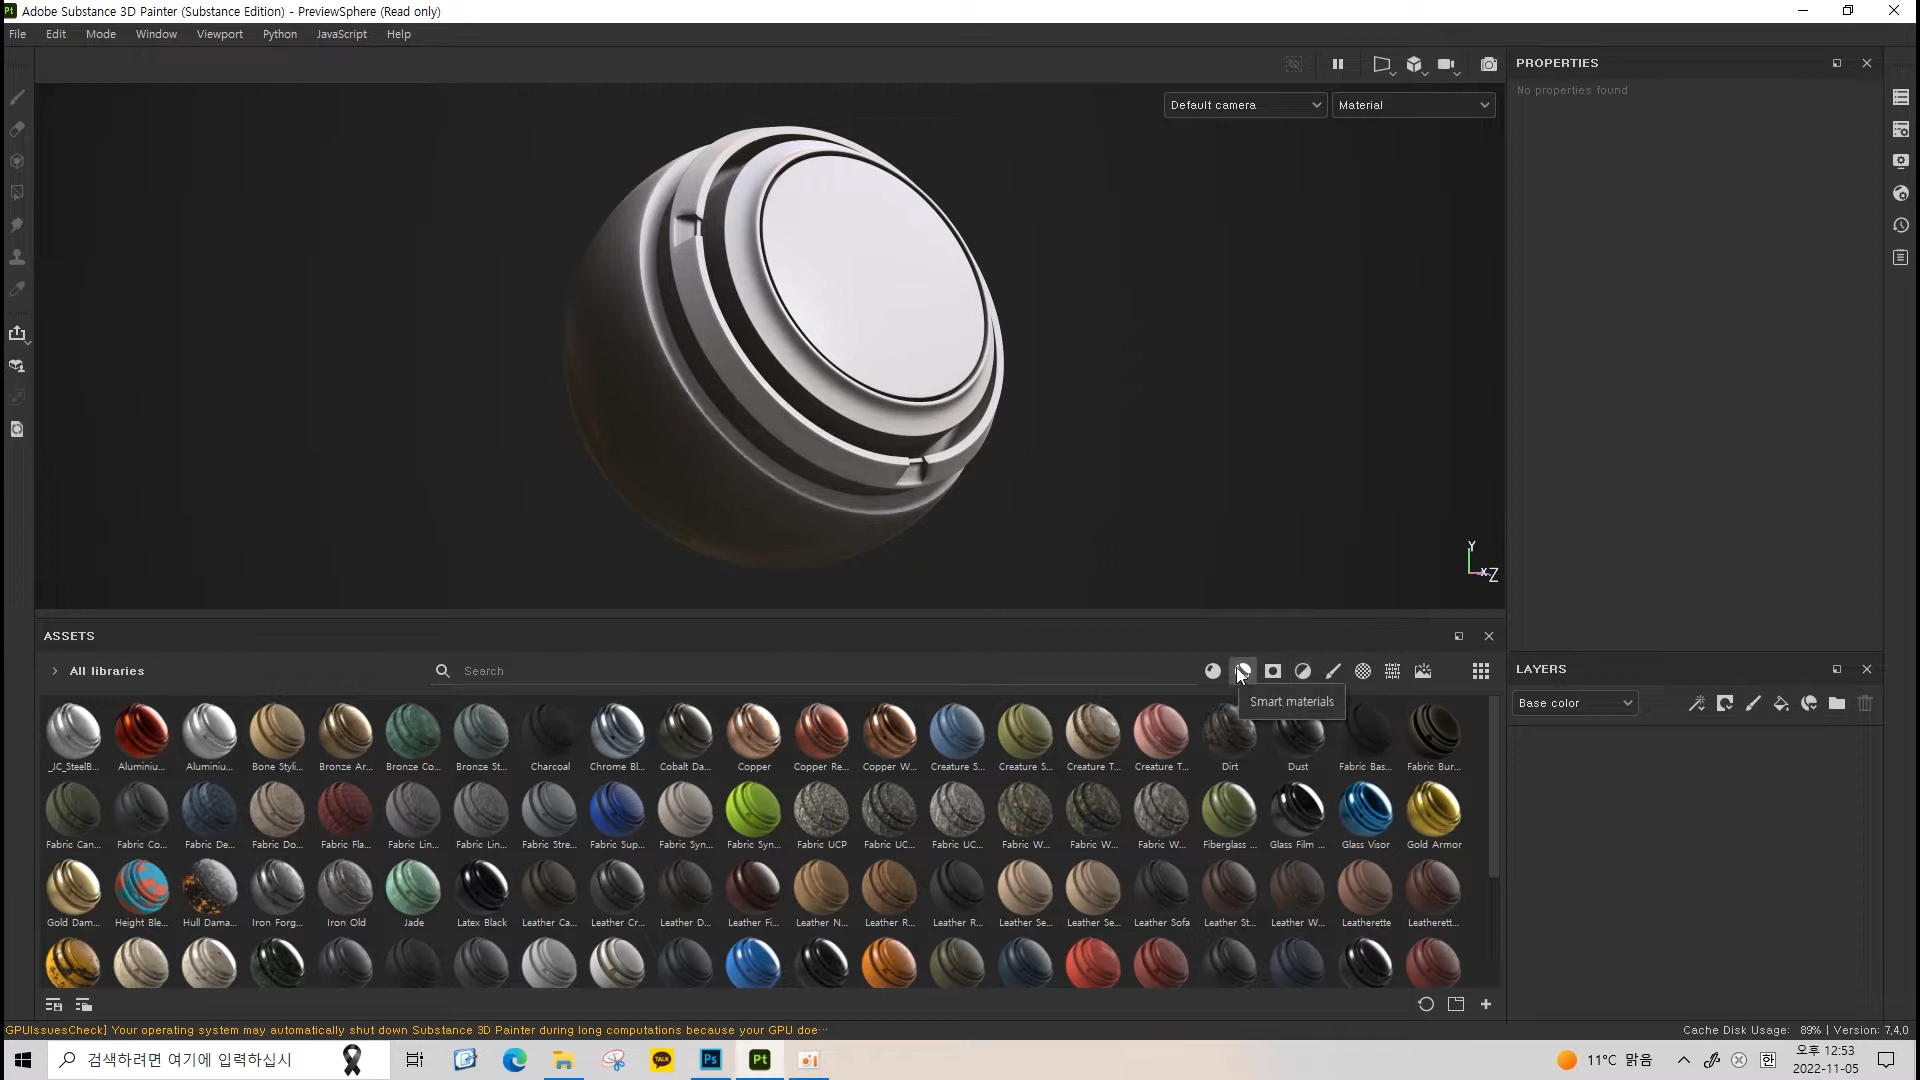 Pt Adobe Substance 3D Painter (Substance Edition) - PreviewSphere (Read only)
File Edit Mode Window Viewport Python JavaScript Help
PROPERTIES
No properties found
Default camera
Material
Y
X Z
ASSETS
All libraries
Search
Smart materials
_JC_SteelB... Aluminiu... Aluminiu... Bone Styli... Bronze Ar... Bronze Co... Bronze St... Charcoal Chrome Bl... Cobalt Da... Copper Copper Re... Copper W... Creature S... Creature S... Creature T... Creature T... Dirt Dust Fabric Bas... Fabric Bur...
Fabric Can... Fabric Co... Fabric De... Fabric Do... Fabric Fla... Fabric Lin... Fabric Lin... Fabric Stre... Fabric Sup... Fabric Syn... Fabric Syn... Fabric UCP Fabric UC... Fabric UC... Fabric W... Fabric W... Fabric W... Fiberglass ... Glass Film ... Glass Visor Gold Armor
Gold Dam... Height Ble... Hull Dama... Iron Forg... Iron Old Jade Latex Black Leather Ca... Leather Cr... Leather D... Leather Fi... Leather N... Leather R... Leather R... Leather Se... Leather Se... Leather Sofa Leather St... Leather W... Leatherette Leatherett...
LAYERS
Base color
GPUIssuesCheck] Your operating system may automatically shut down Substance 3D Painter during long computations because your GPU doe...
Cache Disk Usage: 89% | Version: 7.4.0
검색하려면 여기에 입력하십시
TALK
Ps
Pt
11°C 맑음
한
오후 12:53
2022-11-05